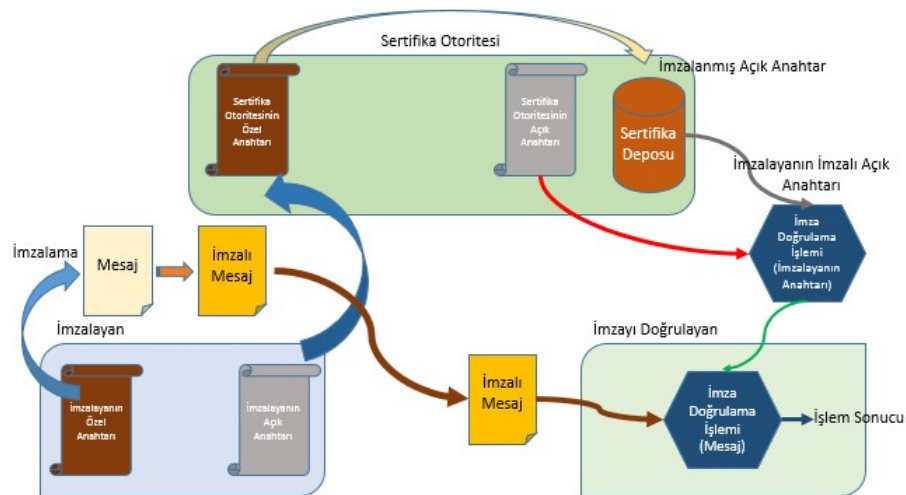 Sertifika Otoritesi
İmzalanmış Açık Anahtar
Sertifika
Otoritesinin
Özel
Anahtarı
Sertifika
Otoritesinin
Açık
Anahtarı
Sertifika
Deposu
İmzalayanın İmzalı Açık
Anahtarı
İmza
Doğrulama
İşlemi
(İmzalayanın
Anahtarı)
İmzalama
Mesaj
İmzalı
Mesaj
İmzalayan
İmzalayanın
Özel
Anahtarı
İmzalayanın
Açık
Anahtarı
İmzalı
Mesaj
İmzayı Doğrulayan
İmza
Doğrulama
İşlemi
(Mesaj)
İşlem Sonucu